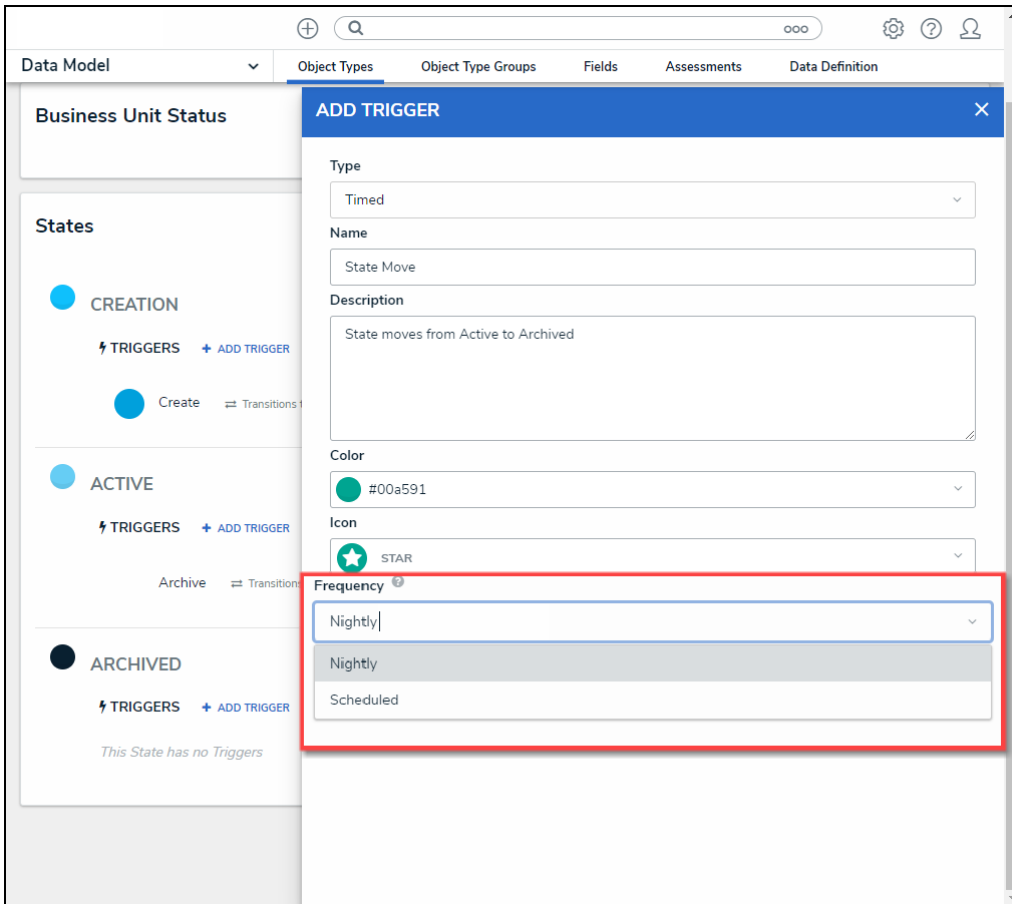 ooo
Data Model
Object Types Object Type Groups Fields Assessments Data Definition
Business Unit Status
States
CREATION
TRIGGERS + ADD TRIGGER
Create Transitions
ACTIVE
TRIGGERS + ADD TRIGGER
Archive Transitions
ARCHIVED
TRIGGERS + ADD TRIGGER
This State has no Triggers
ADD TRIGGER
Type
Timed
Name
State Move
Description
State moves from Active to Archived
Color
#00a591
Icon
STAR
Frequency ?
Nightly
Nightly
Scheduled